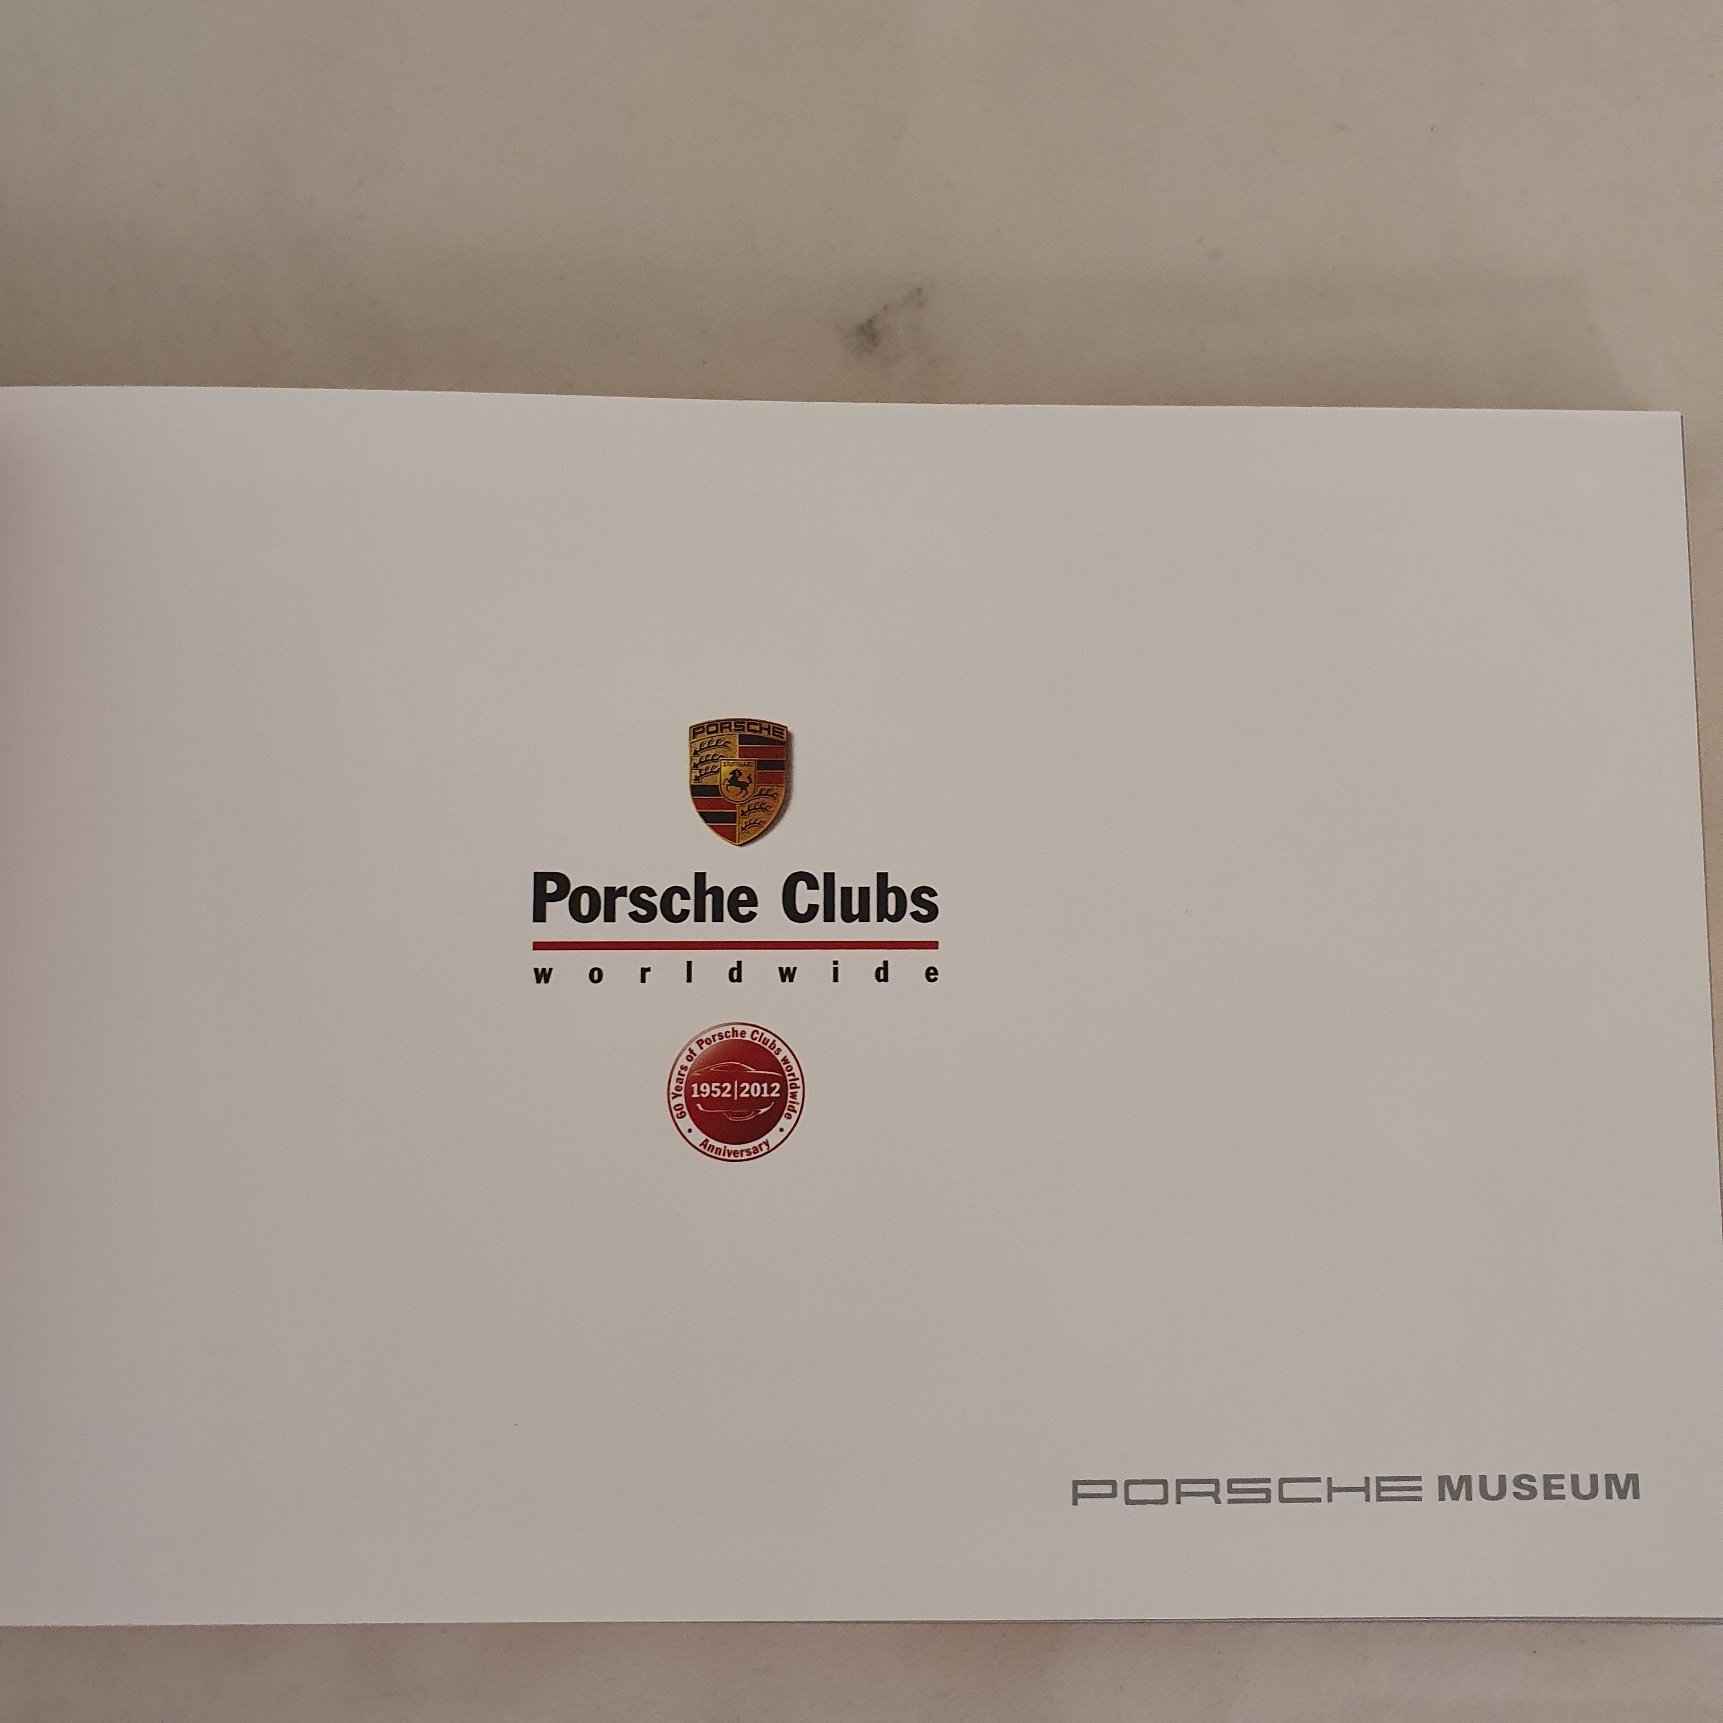 PORSCHE
STUTTGART
Porsche Clubs
worldwide
60 Years of Porsche Clubs worldwide
1952|2012
• Anniversary •
PORSCHE MUSEUM